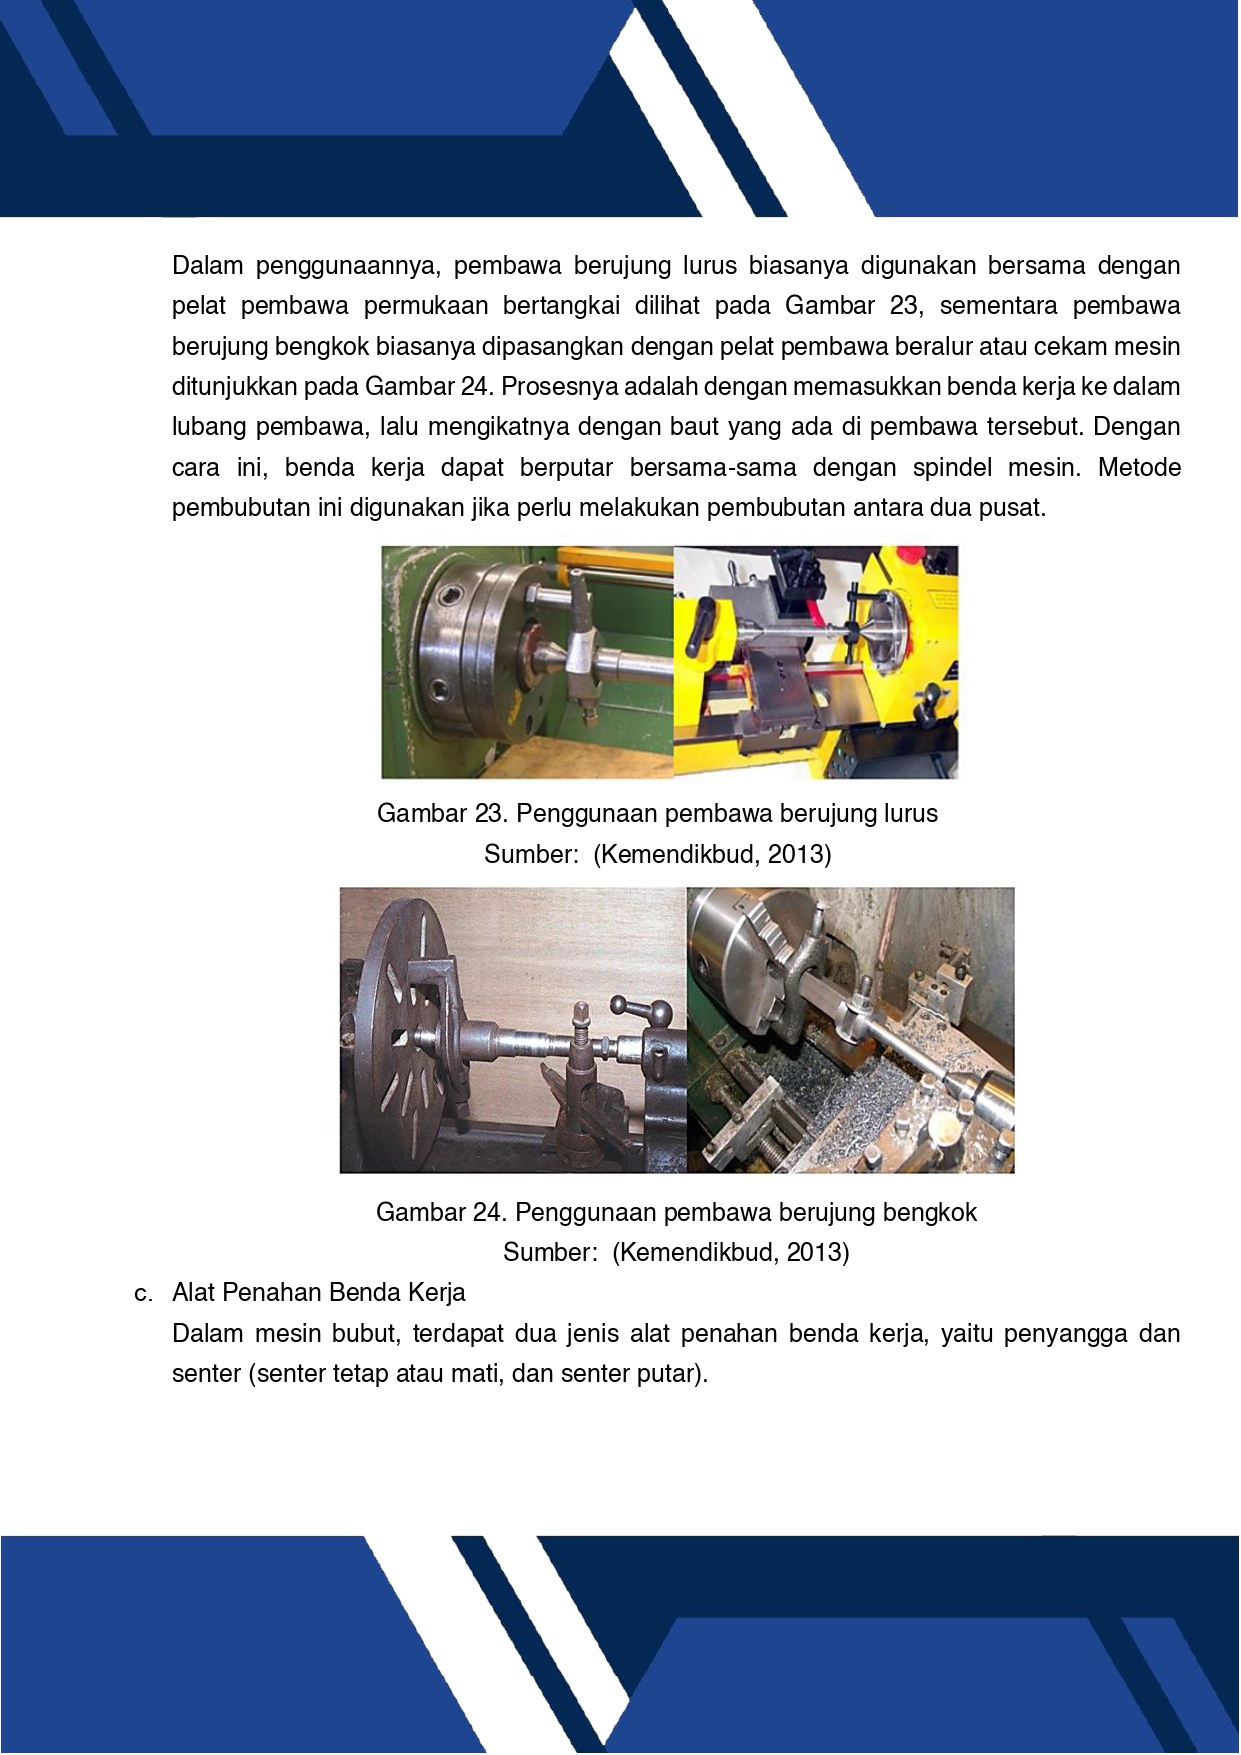 Dalam penggunaannya, pembawa berujung lurus biasanya digunakan bersama dengan
pelat pembawa permukaan bertangkai dilihat pada Gambar 23, sementara pembawa
berujung bengkok biasanya dipasangkan dengan pelat pembawa beralur atau cekam mesin
ditunjukkan pada Gambar 24. Prosesnya adalah dengan memasukkan benda kerja ke dalam
lubang pembawa, lalu mengikatnya dengan baut yang ada di pembawa tersebut. Dengan
cara ini, benda kerja dapat berputar bersama-sama dengan spindel mesin. Metode
pembubutan ini digunakan jika perlu melakukan pembubutan antara dua pusat.
Gambar 23. Penggunaan pembawa berujung lurus
Sumber: (Kemendikbud, 2013)
Gambar 24. Penggunaan pembawa berujung bengkok
Sumber: (Kemendikbud, 2013)
c. Alat Penahan Benda Kerja
Dalam mesin bubut, terdapat dua jenis alat penahan benda kerja, yaitu penyangga dan
senter (senter tetap atau mati, dan senter putar).